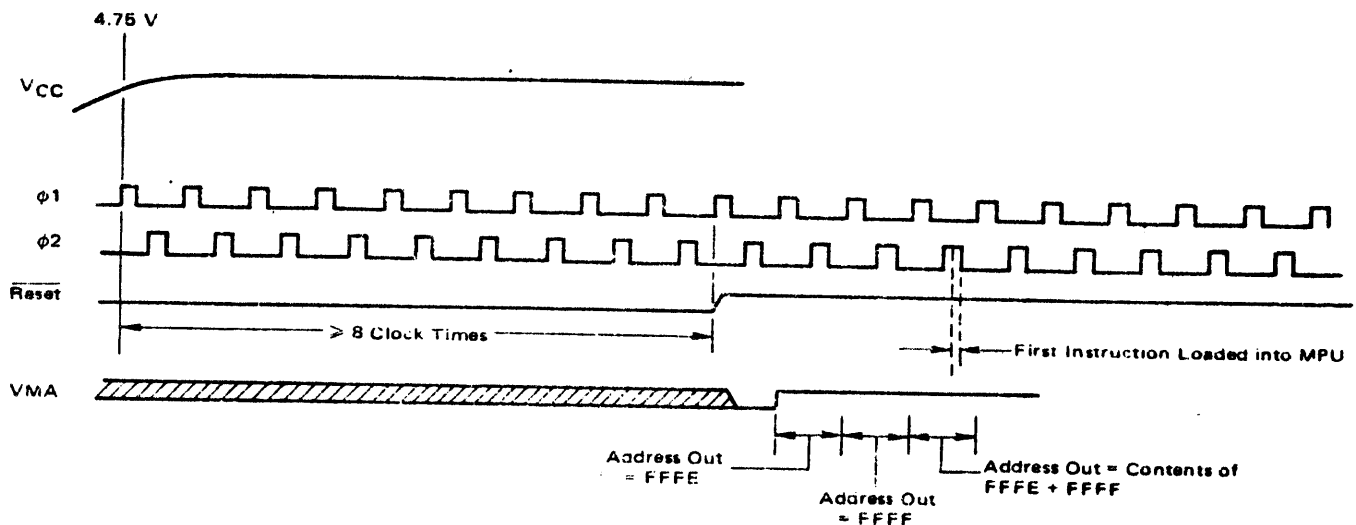 4.75 V
VCC
φ1
φ2
Reset
≥ 8 Clock Times
First Instruction Loaded into MPU
VMA
Address Out
= FFFE
Address Out
= FFFF
Address Out = Contents of
FFFE + FFFF